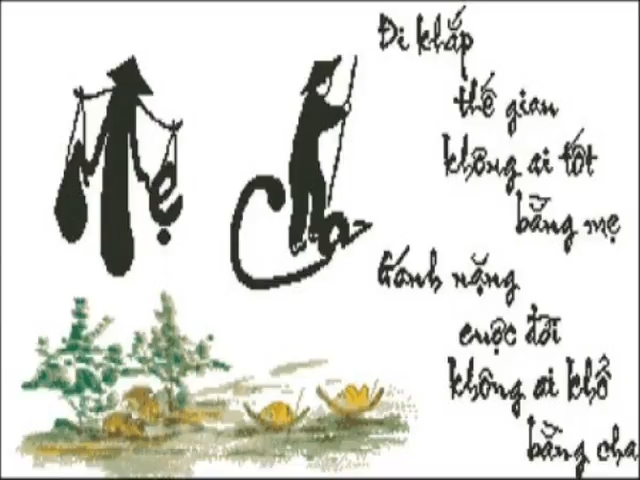 Mẹ Cha
Đi khắp
thế gian
không ai tốt
bằng mẹ
Gánh nặng
cuộc đời
không ai khổ
bằng cha